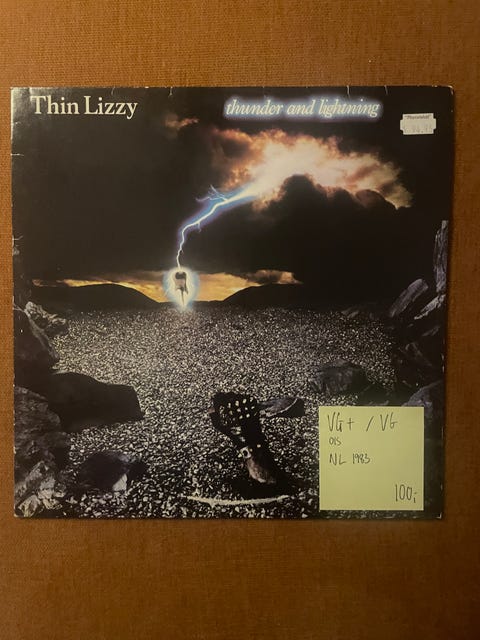 Thin Lizzy
thunder and lightning
VG+ / VG
OIS
NL 1983
100:-